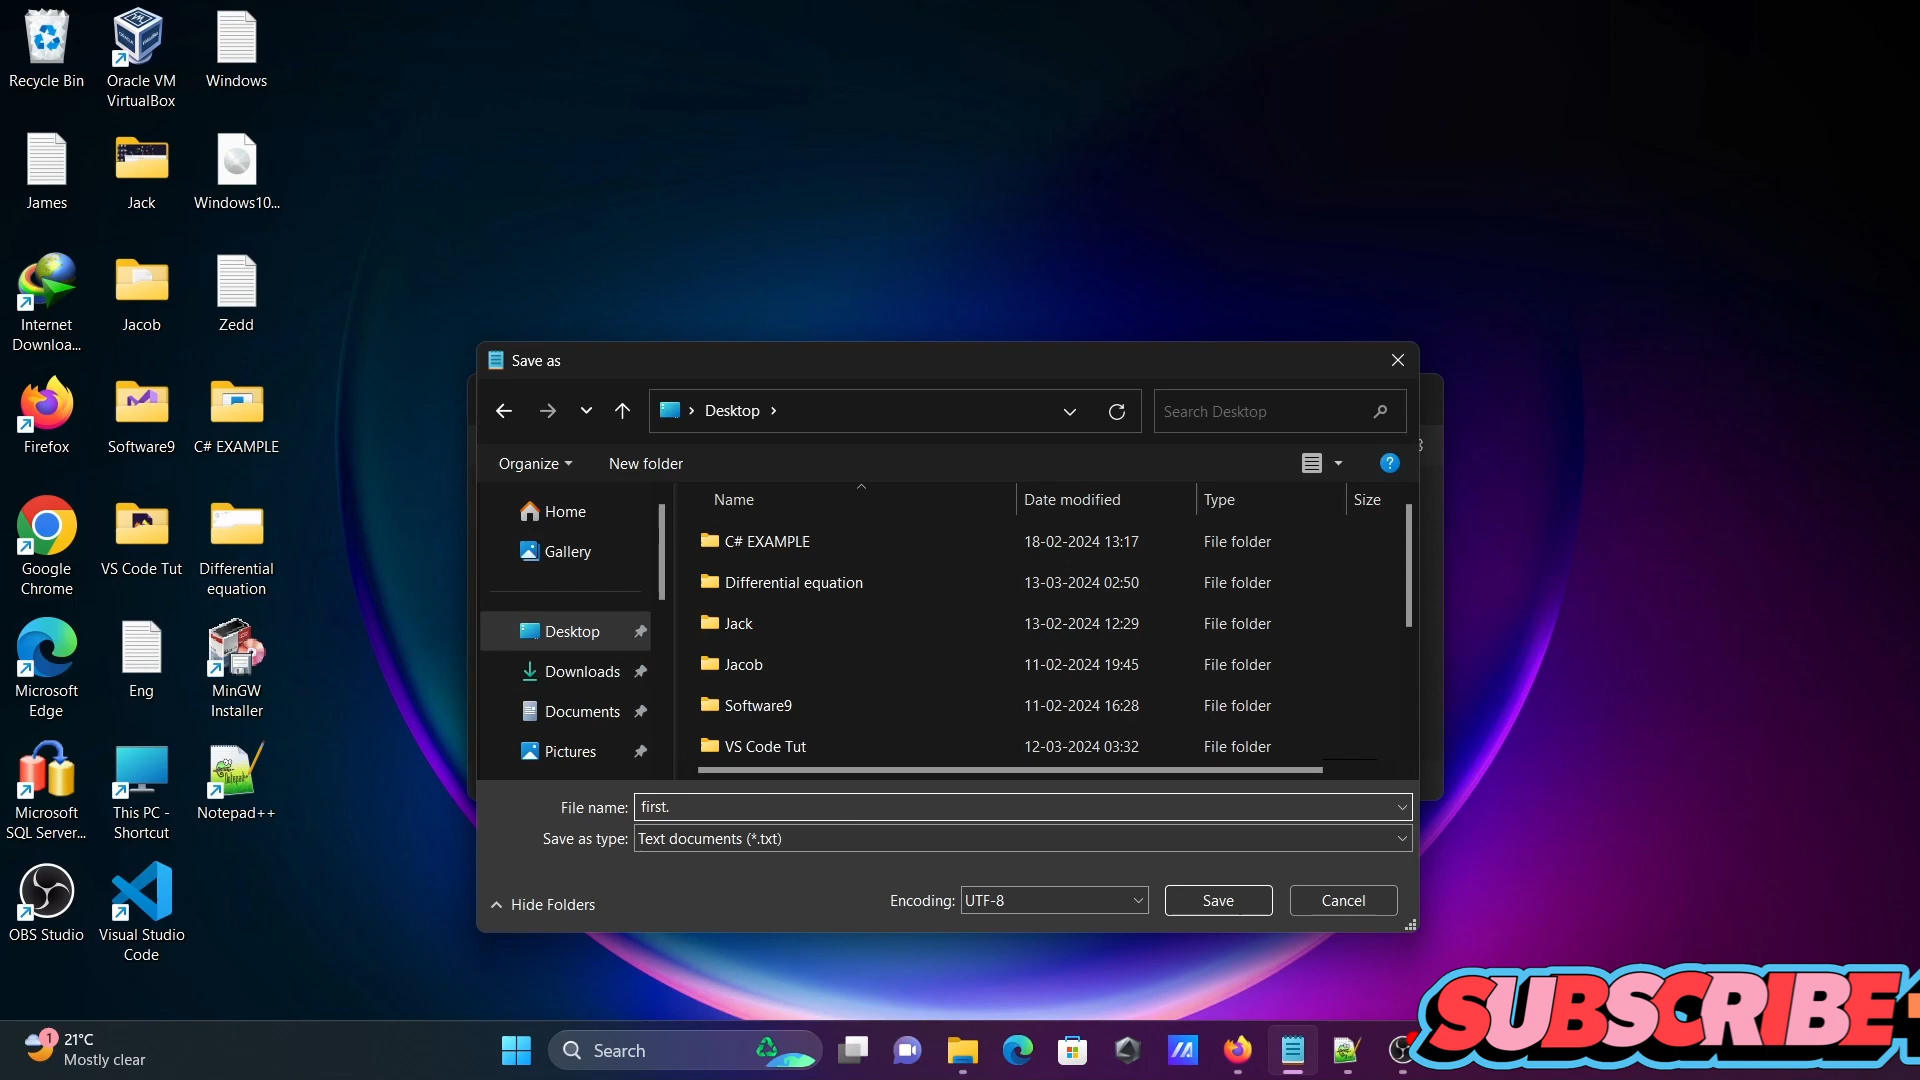 Recycle Bin
Oracle VM
VirtualBox
Windows
James
Jack
Windows10...
Internet
Downloa...
Jacob
Zedd
Firefox
Software9
C# EXAMPLE
Google
Chrome
VS Code Tut
Differential
equation
Microsoft
Edge
Eng
MinGW
Installer
Microsoft
SQL Server...
This PC -
Shortcut
Notepad++
OBS Studio
Visual Studio
Code
Save as
Desktop
Search Desktop
Organize
New folder
Home
Gallery
Desktop
Downloads
Documents
Pictures
Name
Date modified
Type
Size
C# EXAMPLE
18-02-2024 13:17
File folder
Differential equation
13-03-2024 02:50
File folder
Jack
13-02-2024 12:29
File folder
Jacob
11-02-2024 19:45
File folder
Software9
11-02-2024 16:28
File folder
VS Code Tut
12-03-2024 03:32
File folder
File name: first.
Save as type: Text documents (*.txt)
Hide Folders
Encoding: UTF-8
Save
Cancel
SUBSCRIBE
1
21°C
Mostly clear
Search